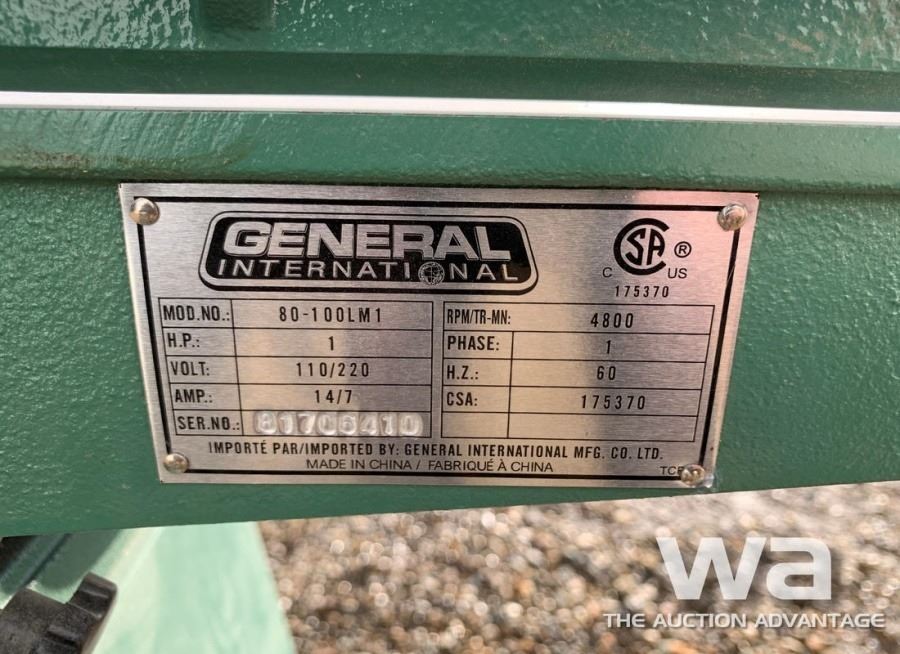 GENERAL
INTERNATIONAL
CSA
®
C US
175370
MOD.NO.: 80-100LM1
H.P.: 1
VOLT: 110/220
AMP.: 14/7
SER.NO.: 81706410
RPM/TR-MN: 4800
PHASE: 1
H.Z.: 60
CSA: 175370
IMPORTÉ PAR/IMPORTED BY: GENERAL INTERNATIONAL MFG. CO. LTD.
MADE IN CHINA / FABRIQUÉ À CHINA
wa
THE AUCTION ADVANTAGE